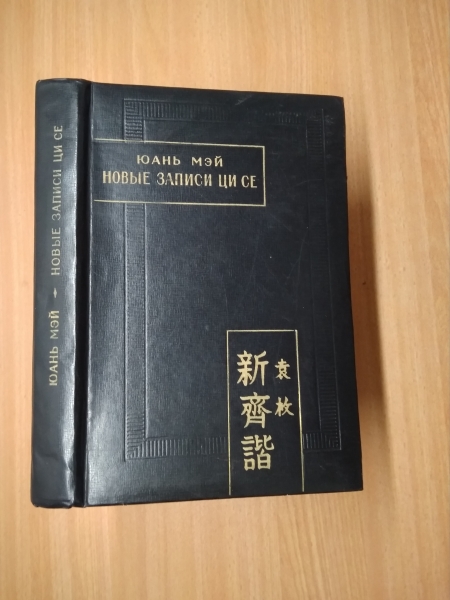 ЮАНЬ МЭЙ
НОВЫЕ ЗАПИСИ ЦИ СЕ
袁枚
新齊諧
ЮАНЬ МЭЙ - НОВЫЕ ЗАПИСИ ЦИ СЕ